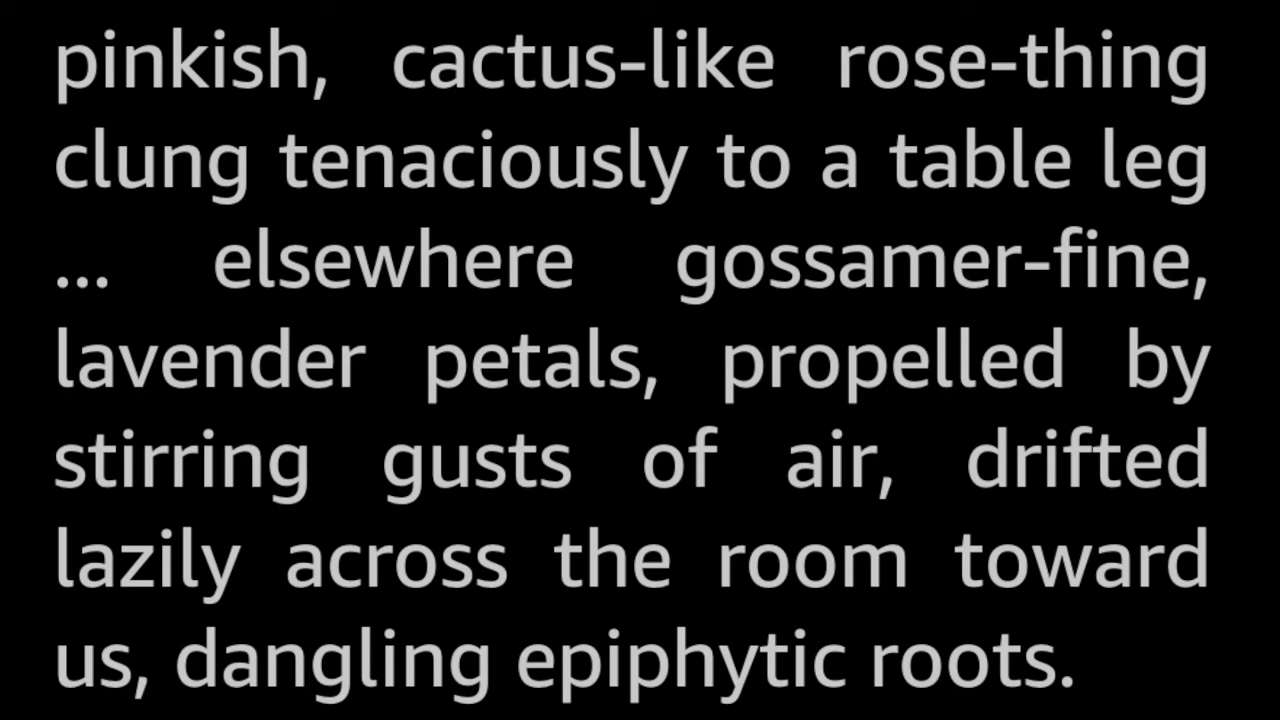 pinkish, cactus-like rose-thing
clung tenaciously to a table leg
... elsewhere gossamer-fine,
lavender petals, propelled by
stirring gusts of air, drifted
lazily across the room toward
us, dangling epiphytic roots.